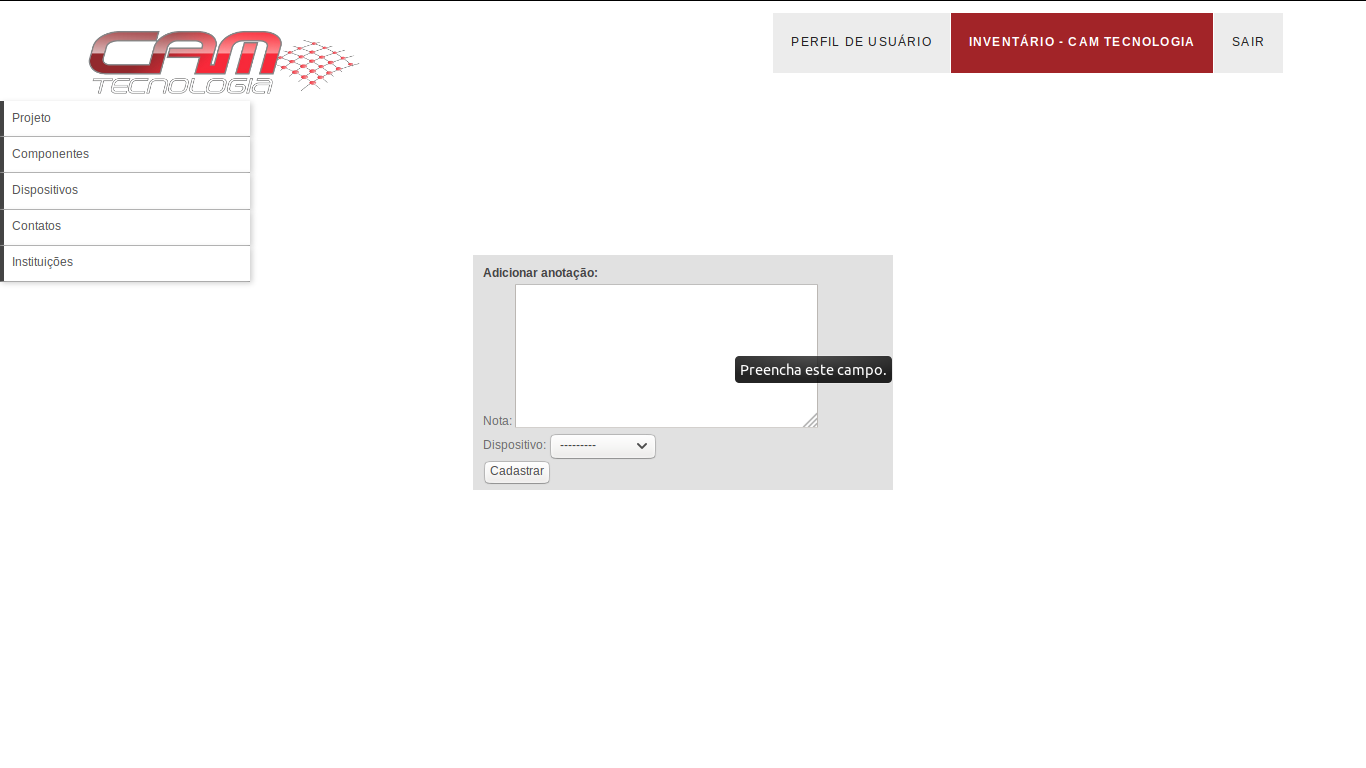 CAM
TECNOLOGIA
PERFIL DE USUÁRIO
INVENTÁRIO - CAM TECNOLOGIA
SAIR
Projeto
Componentes
Dispositivos
Contatos
Instituições
Adicionar anotação:
Preencha este campo.
Nota:
Dispositivo: ---------
Cadastrar